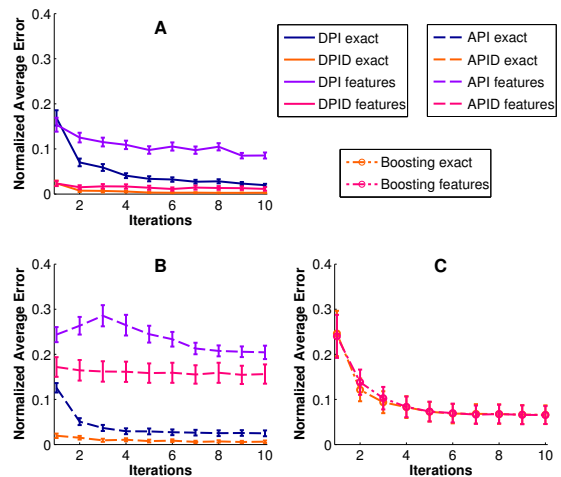 A
0.4
0.3
0.2
0.1
0
Normalized Average Error
2 4 6 8 10
Iterations
DPI exact
DPID exact
DPI features
DPID features
API exact
APID exact
API features
APID features
Boosting exact
Boosting features
B
0.4
0.3
0.2
0.1
0
Normalized Average Error
2 4 6 8 10
Iterations
C
0.4
0.3
0.2
0.1
0
Normalized Average Error
2 4 6 8 10
Iterations